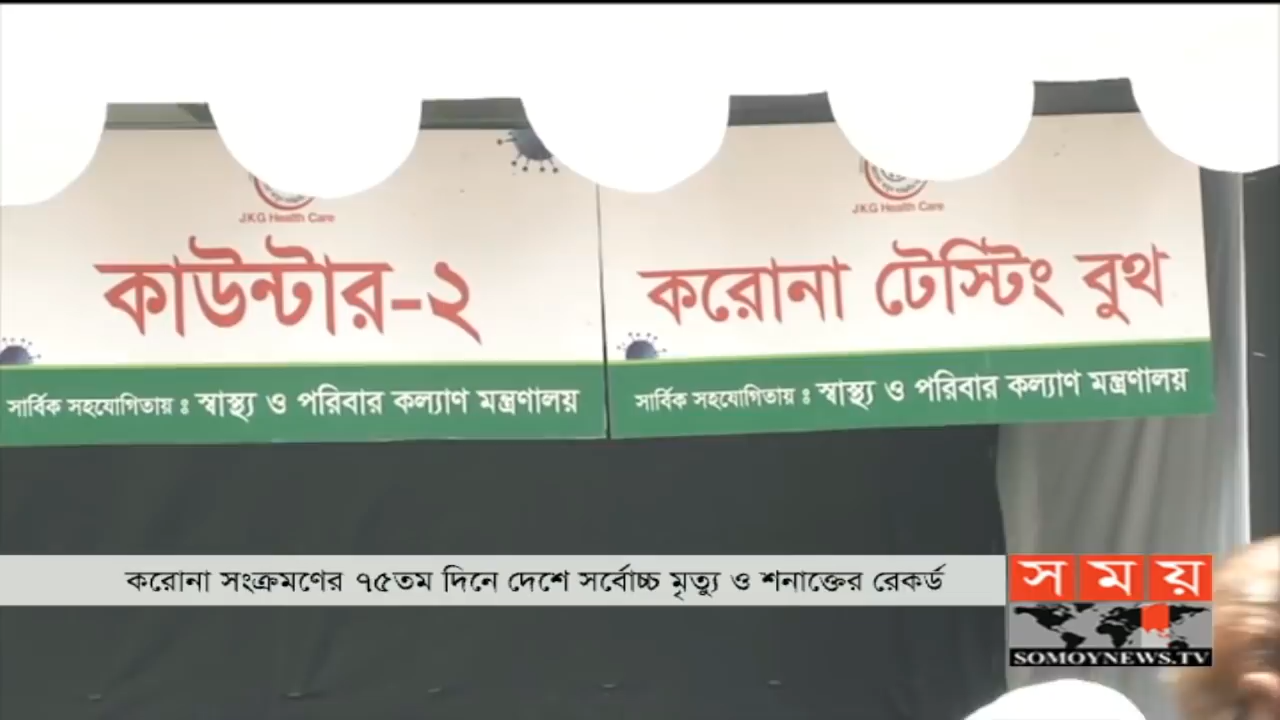 JKG Health Care
কাউন্টার-২
সার্বিক সহযোগিতায় ঃ স্বাস্থ্য ও পরিবার কল্যাণ মন্ত্রণালয়
JKG Health Care
করোনা টেস্টিং বুথ
সার্বিক সহযোগিতায় ঃ স্বাস্থ্য ও পরিবার কল্যাণ মন্ত্রণালয়
করোনা সংক্রমণের ৭৫তম দিনে দেশে সর্বোচ্চ মৃত্যু ও শনাক্তের রেকর্ড
সময়
SOMOYNEWS.TV